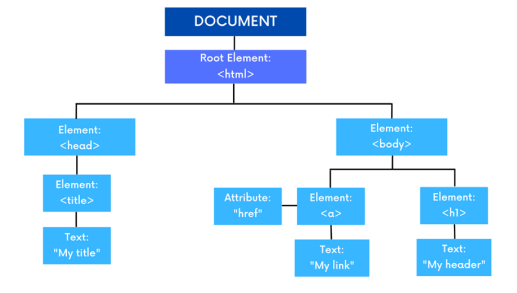 DOCUMENT
Root Element:
<html>
Element:
<head>
Element:
<body>
Element:
<title>
Attribute:
"href"
Element:
<a>
Element:
<h1>
Text:
"My title"
Text:
"My link"
Text:
"My header"